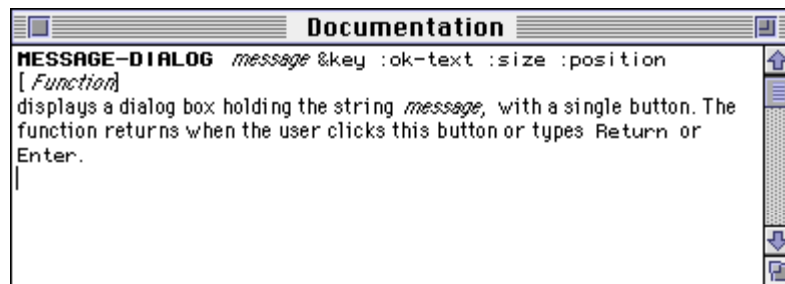 Documentation
MESSAGE-DIALOG message &key :ok-text :size :position
[Function]
displays a dialog box holding the string message, with a single button. The
function returns when the user clicks this button or types Return or
Enter.